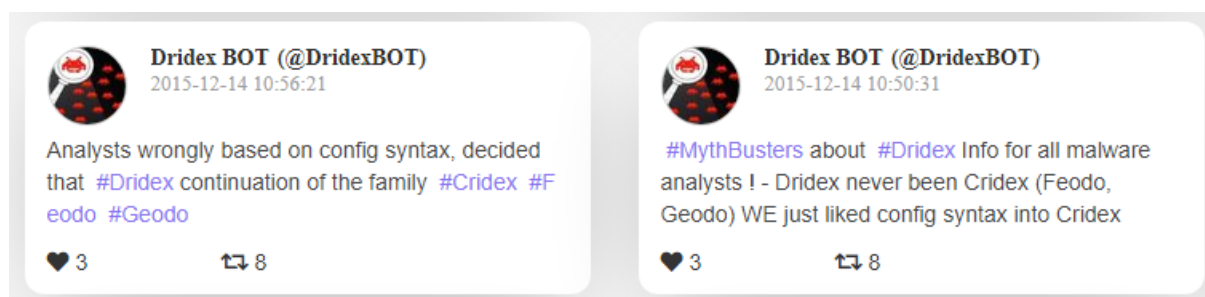 Dridex BOT (@DridexBOT)
2015-12-14 10:56:21
Analysts wrongly based on config syntax, decided
that #Dridex continuation of the family #Cridex #F
eodo #Geodo
3 8
Dridex BOT (@DridexBOT)
2015-12-14 10:50:31
#MythBusters about #Dridex Info for all malware
analysts ! - Dridex never been Cridex (Feodo,
Geodo) WE just liked config syntax into Cridex
3 8